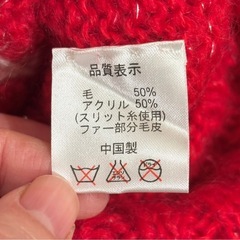 品質表示
毛 50%
アクリル 50%
(スリット糸使用)
ファー部分毛皮
中国製